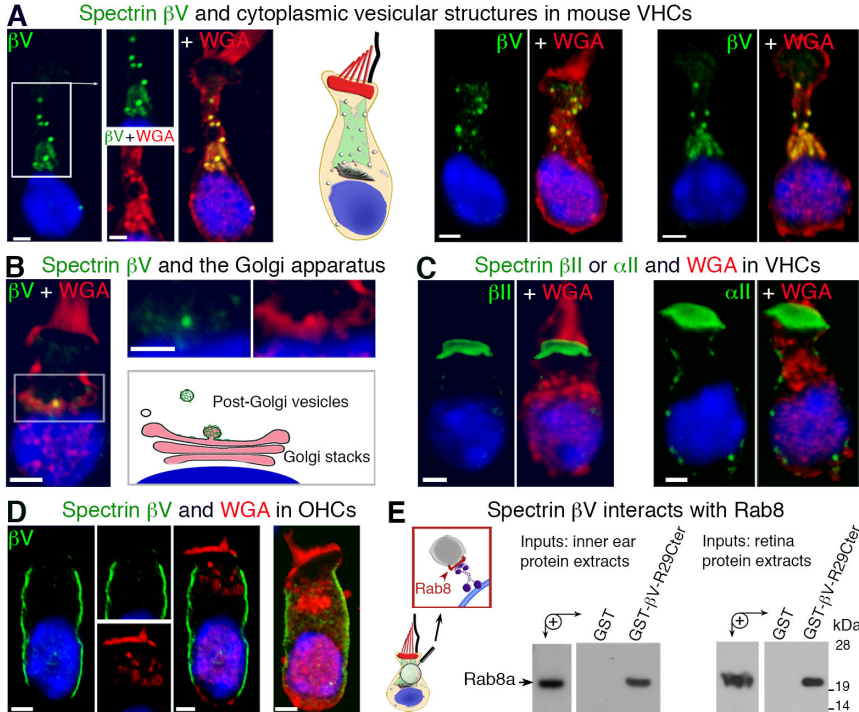 A Spectrin βV and cytoplasmic vesicular structures in mouse VHCs
βV
+ WGA
βV+WGA
βV
+ WGA
βV
+ WGA
B Spectrin βV and the Golgi apparatus
βV + WGA
Post-Golgi vesicles
Golgi stacks
C Spectrin βII or αII and WGA in VHCs
βII
+ WGA
αII
+ WGA
D Spectrin βV and WGA in OHCs
βV
E Spectrin βV interacts with Rab8
Rab8
Inputs: inner ear
protein extracts
Inputs: retina
protein extracts
+
GST
GST-βV-R29Cter
+
GST
GST-βV-R29Cter
kDa
28
Rab8a
19
14